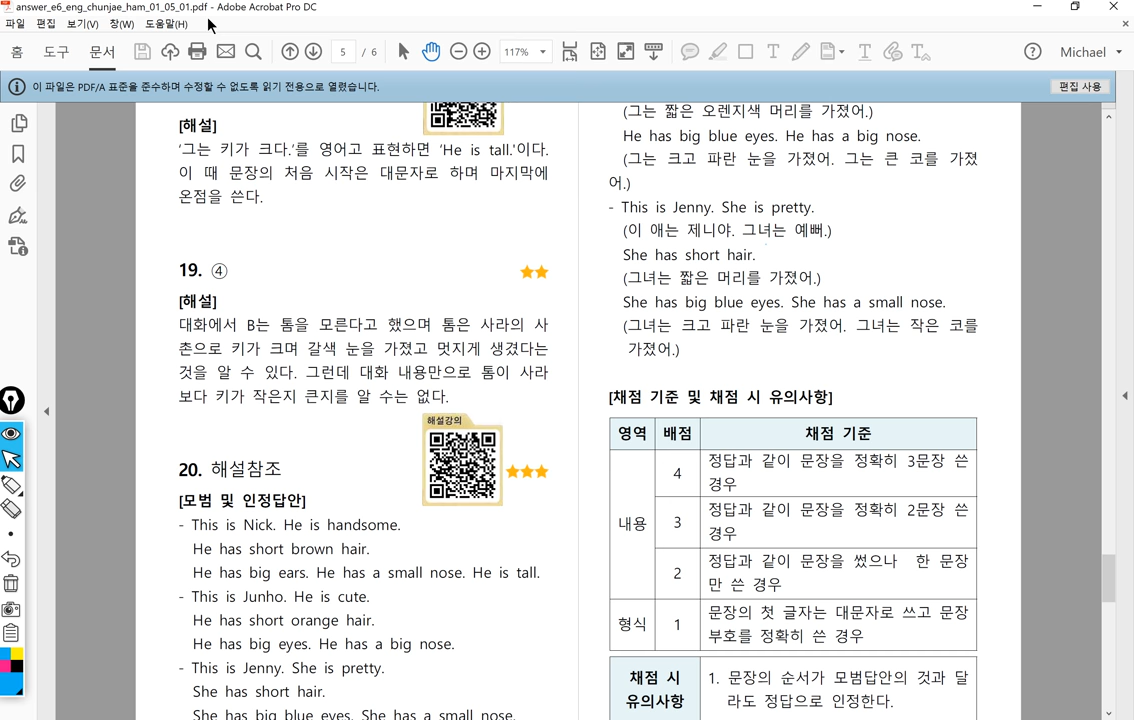 answer_e6_eng_chunjae_ham_01_05_01.pdf - Adobe Acrobat Pro DC
파일 편집 보기(V) 창(W) 도움말(H)
홈 도구 문서 5 / 6 117% Michael
이 파일은 PDF/A 표준을 준수하며 수정할 수 없도록 읽기 전용으로 열렸습니다. 편집 사용
[해설]
‘그는 키가 크다.’를 영어고 표현하면 ‘He is tall.’이다.
이 때 문장의 처음 시작은 대문자로 하며 마지막에
온점을 쓴다.
19. ④
[해설]
대화에서 B는 톰을 모른다고 했으며 톰은 사라의 사
촌으로 키가 크며 갈색 눈을 가졌고 멋지게 생겼다는
것을 알 수 있다. 그런데 대화 내용만으로 톰이 사라
보다 키가 작은지 큰지를 알 수는 없다.
해설강의
20. 해설참조
[모범 및 인정답안]
- This is Nick. He is handsome.
He has short brown hair.
He has big ears. He has a small nose. He is tall.
- This is Junho. He is cute.
He has short orange hair.
He has big eyes. He has a big nose.
- This is Jenny. She is pretty.
She has short hair.
She has big blue eyes. She has a small nose.
(그는 짧은 오렌지색 머리를 가졌어.)
He has big blue eyes. He has a big nose.
(그는 크고 파란 눈을 가졌어. 그는 큰 코를 가졌
어.)
- This is Jenny. She is pretty.
(이 애는 제니야. 그녀는 예뻐.)
She has short hair.
(그녀는 짧은 머리를 가졌어.)
She has big blue eyes. She has a small nose.
(그녀는 크고 파란 눈을 가졌어. 그녀는 작은 코를
가졌어.)
[채점 기준 및 채점 시 유의사항]
영역 배점 채점 기준
내용 4 정답과 같이 문장을 정확히 3문장 쓴
경우
3 정답과 같이 문장을 정확히 2문장 쓴
경우
2 정답과 같이 문장을 썼으나 한 문장
만 쓴 경우
형식 1 문장의 첫 글자는 대문자로 쓰고 문장
부호를 정확히 쓴 경우
채점 시 1. 문장의 순서가 모범답안의 것과 달
유의사항 라도 정답으로 인정한다.